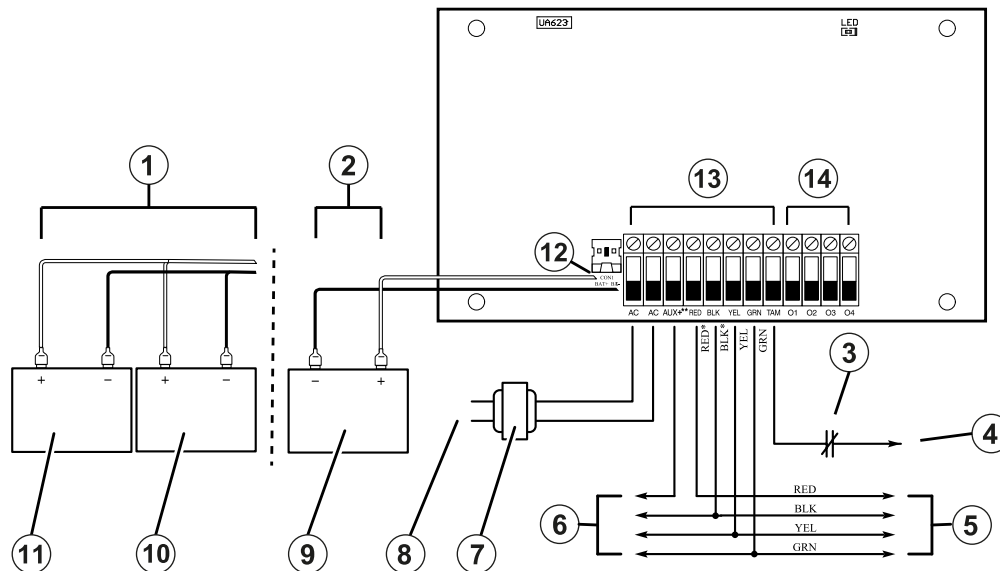 UA623
LED
1
2
13
14
12
CON1
BAT+ B-
AC AC AUX+** RED BLK YEL GRN TAM O1 O2 O3 O4
RED*
BLK*
YEL
GRN
3
+ - + -
- +
4
RED
BLK
YEL
GRN
6
5
11
10
9
8
7